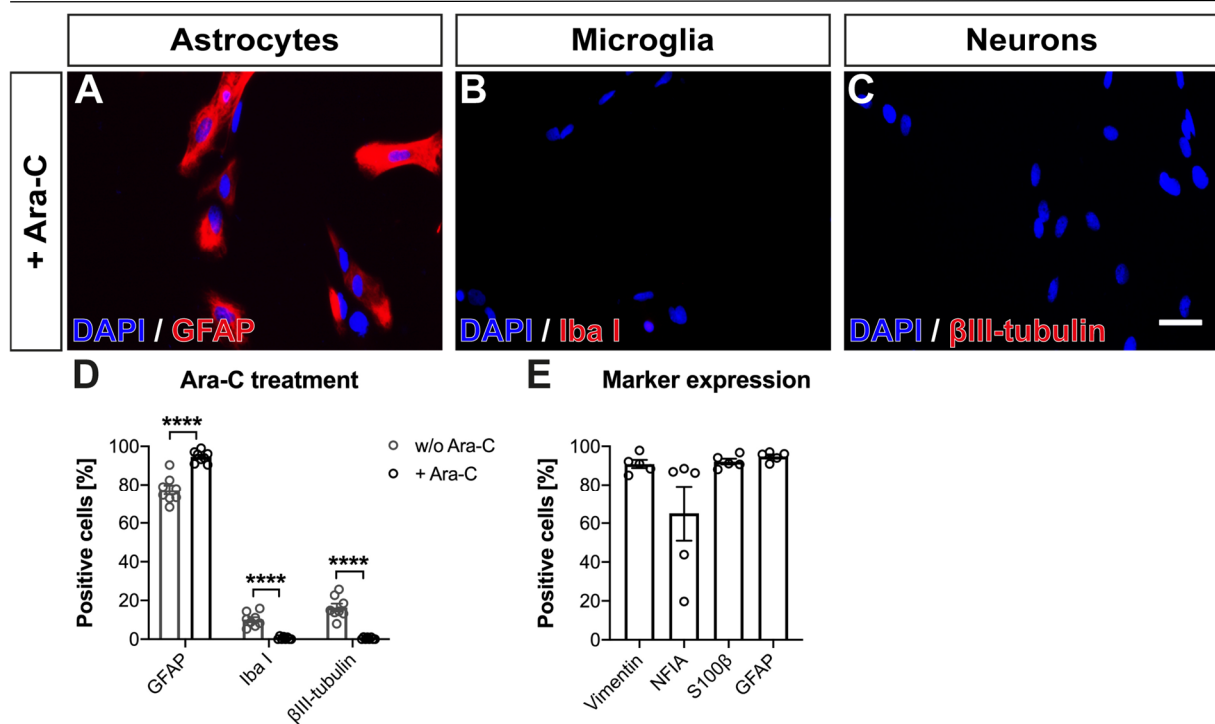 Astrocytes
Microglia
Neurons
+ Ara-C
A
B
C
DAPI / GFAP
DAPI / Iba I
DAPI / βIII-tubulin
D Ara-C treatment
Positive cells [%]
100
80
60
40
20
0
****
****
****
GFAP
Iba I
βIII-tubulin
w/o Ara-C
+ Ara-C
E Marker expression
Positive cells [%]
100
80
60
40
20
0
Vimentin
NFIA
S100β
GFAP